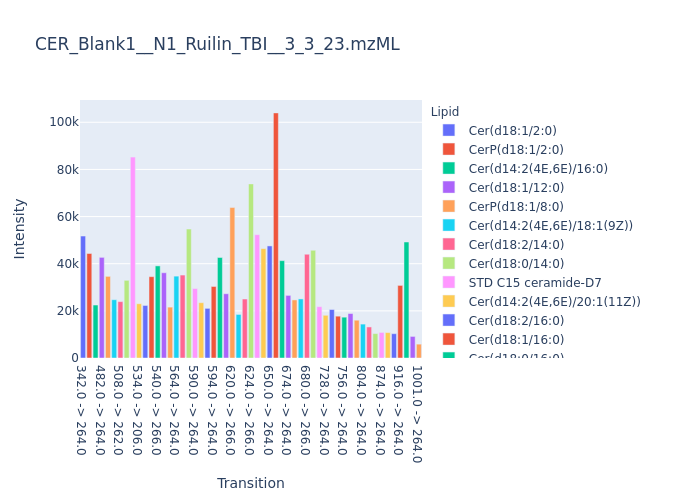 CER_Blank1__N1_Ruilin_TBI__3_3_23.mzML
Intensity
100k
80k
60k
40k
20k
0
342.0 -> 264.0
482.0 -> 264.0
508.0 -> 262.0
534.0 -> 206.0
540.0 -> 266.0
564.0 -> 264.0
590.0 -> 264.0
594.0 -> 264.0
620.0 -> 266.0
624.0 -> 266.0
650.0 -> 264.0
674.0 -> 264.0
680.0 -> 264.0
728.0 -> 264.0
756.0 -> 264.0
804.0 -> 264.0
874.0 -> 264.0
916.0 -> 264.0
1001.0 -> 264.0
Transition
Lipid
Cer(d18:1/2:0)
CerP(d18:1/2:0)
Cer(d14:2(4E,6E)/16:0)
Cer(d18:1/12:0)
CerP(d18:1/8:0)
Cer(d14:2(4E,6E)/18:1(9Z))
Cer(d18:2/14:0)
Cer(d18:0/14:0)
STD C15 ceramide-D7
Cer(d14:2(4E,6E)/20:1(11Z))
Cer(d18:2/16:0)
Cer(d18:1/16:0)
Cer(d18:0/16:0)